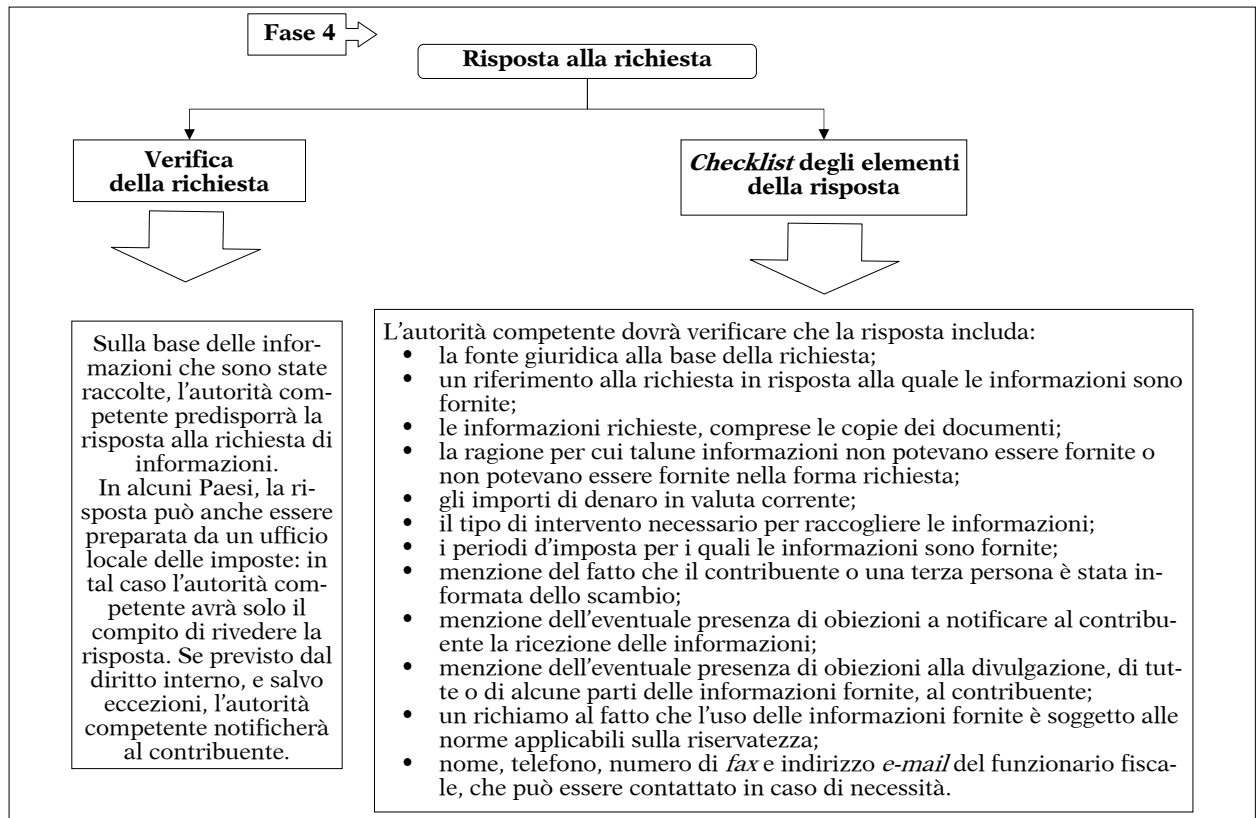 Fase 4
Risposta alla richiesta
Verifica
della richiesta
Checklist degli elementi
della risposta
Sulla base delle infor-
mazioni che sono state
raccolte, l'autorità com-
petente predisporrà la
risposta alla richiesta di
informazioni.
In alcuni Paesi, la ri-
sposta può anche essere
preparata da un ufficio
locale delle imposte: in
tal caso l'autorità com-
petente avrà solo il
compito di rivedere la
risposta. Se previsto dal
diritto interno, e salvo
eccezioni, l'autorità
competente notificherà
al contribuente.
L'autorità competente dovrà verificare che la risposta includa:
• la fonte giuridica alla base della richiesta;
• un riferimento alla richiesta in risposta alla quale le informazioni sono
fornite;
• le informazioni richieste, comprese le copie dei documenti;
• la ragione per cui talune informazioni non potevano essere fornite o
non potevano essere fornite nella forma richiesta;
• gli importi di denaro in valuta corrente;
• il tipo di intervento necessario per raccogliere le informazioni;
• i periodi d'imposta per i quali le informazioni sono fornite;
• menzione del fatto che il contribuente o una terza persona è stata in-
formata dello scambio;
• menzione dell'eventuale presenza di obiezioni a notificare al contribu-
ente la ricezione delle informazioni;
• menzione dell'eventuale presenza di obiezioni alla divulgazione, di tut-
te o di alcune parti delle informazioni fornite, al contribuente;
• un richiamo al fatto che l'uso delle informazioni fornite è soggetto alle
norme applicabili sulla riservatezza;
• nome, telefono, numero di fax e indirizzo e-mail del funzionario fisca-
le, che può essere contattato in caso di necessità.